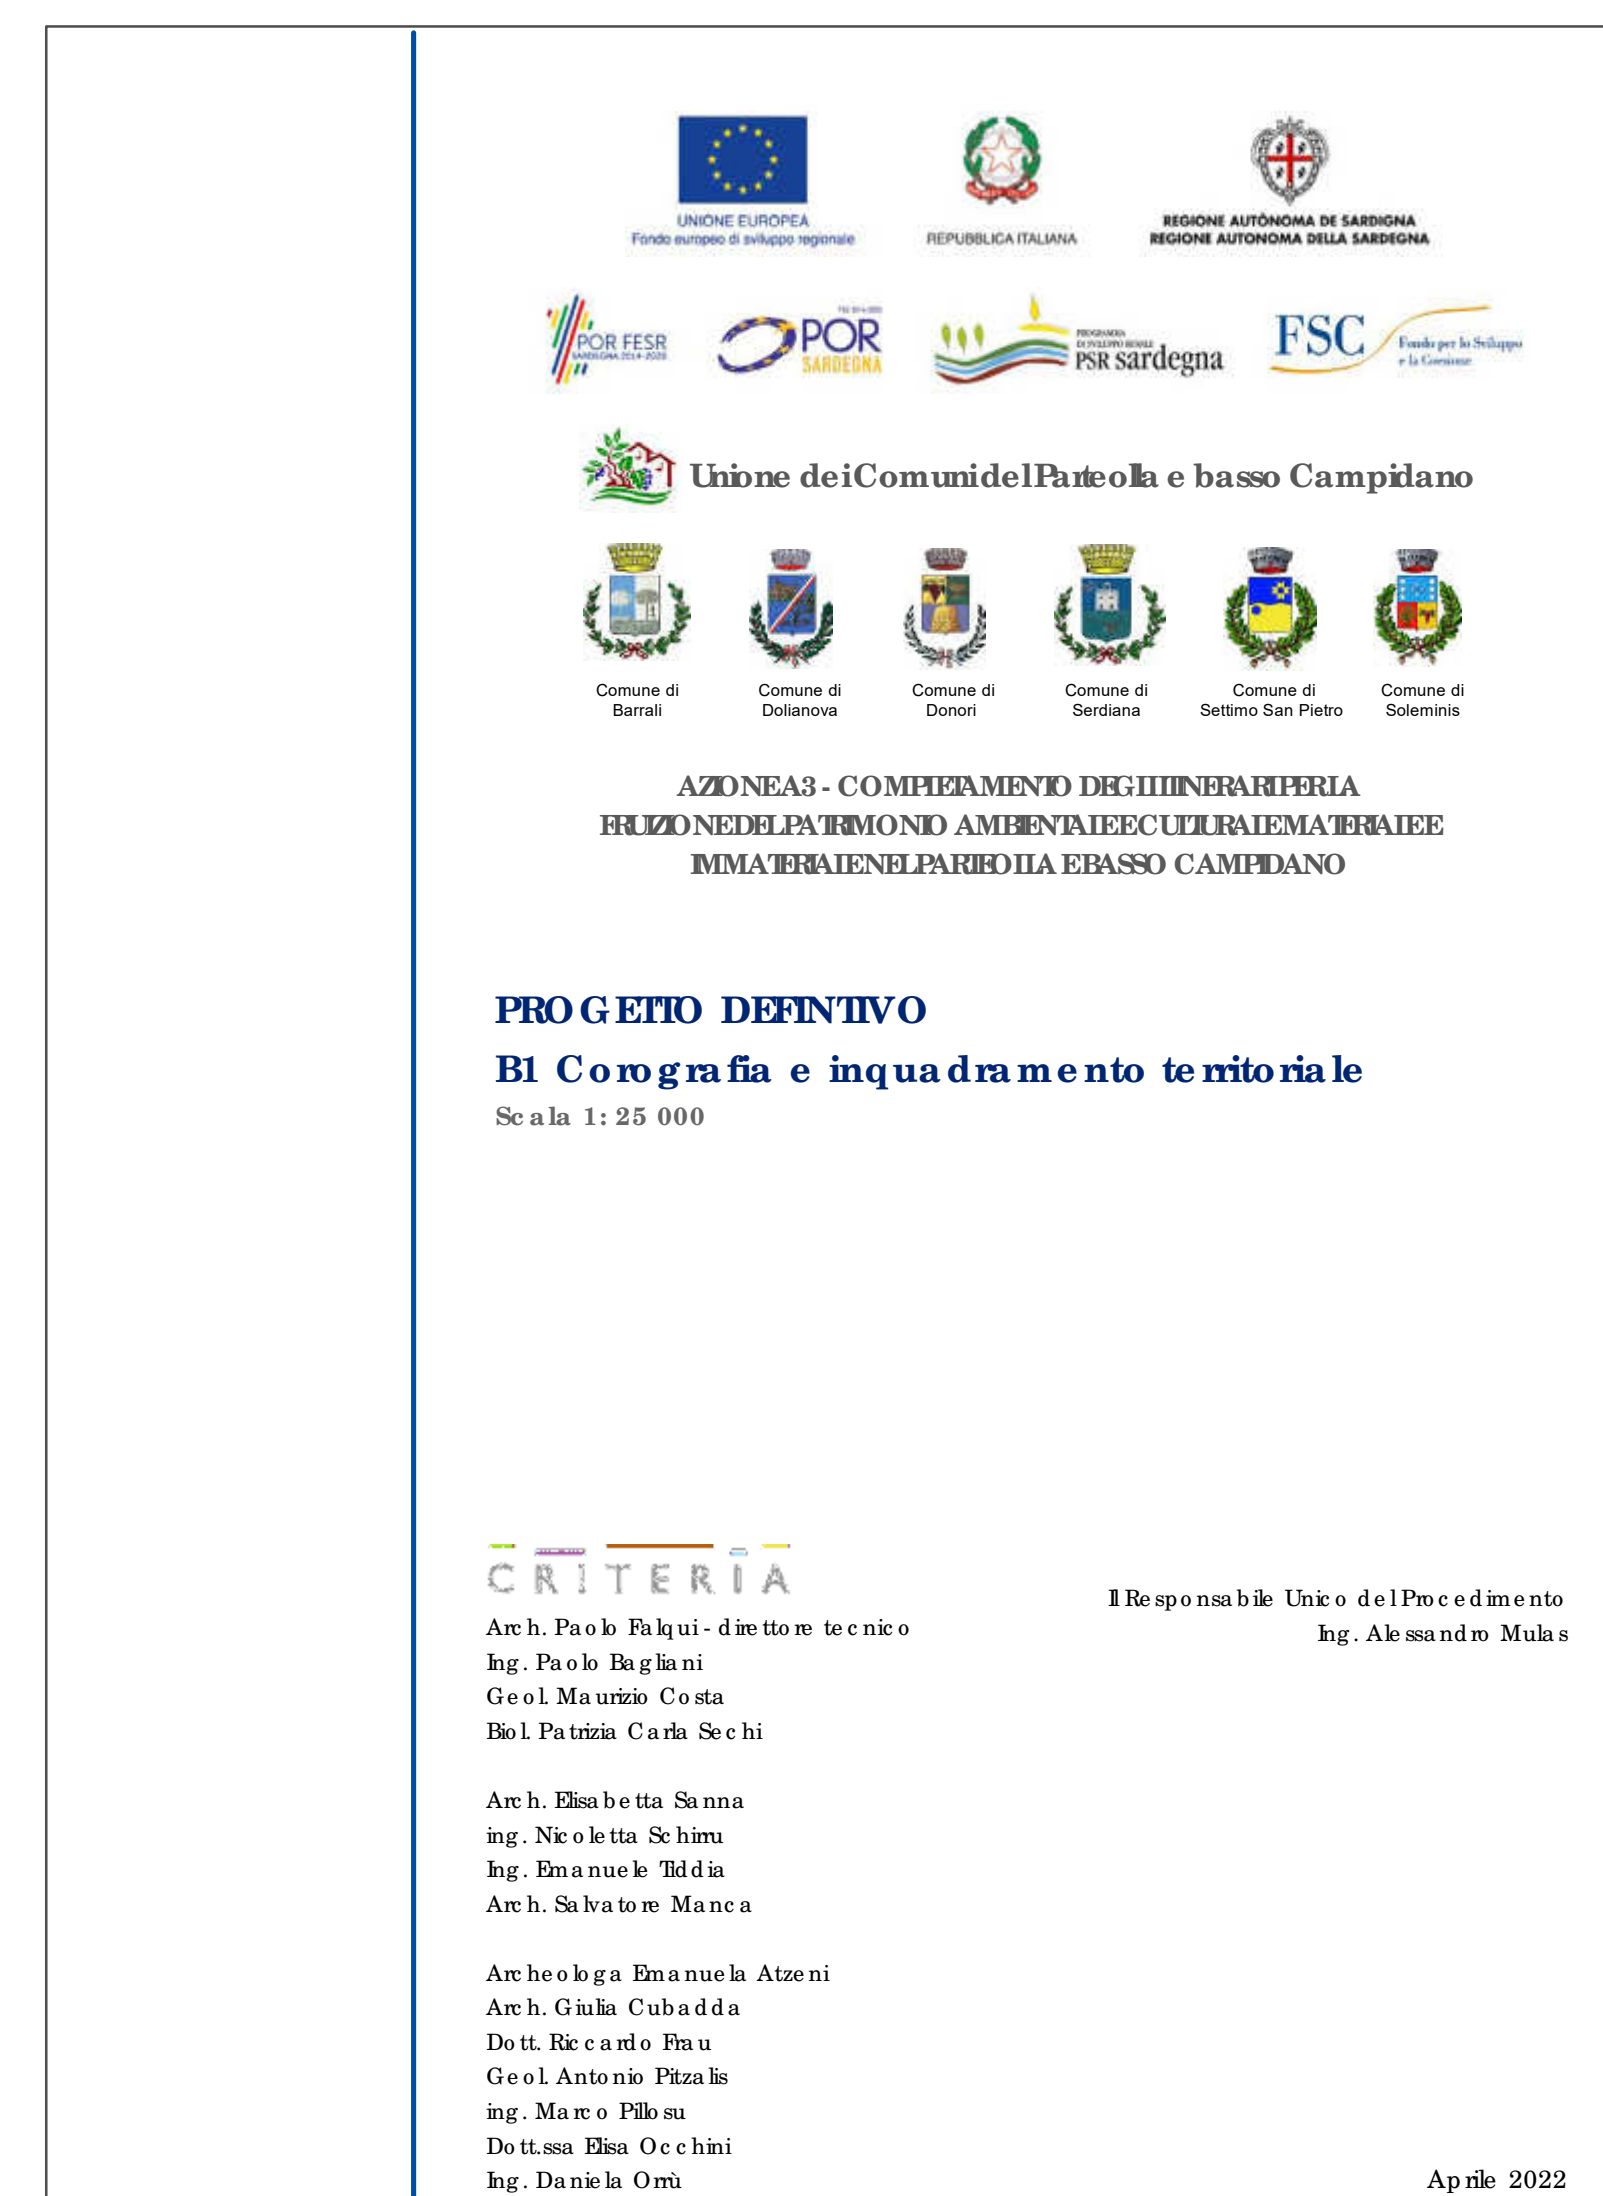 UNIONE EUROPEA
Fondo europeo di sviluppo regionale
REPUBBLICA ITALIANA
REGIONE AUTÒNOMA DE SARDIGNA
REGIONE AUTONOMA DELLA SARDEGNA
POR FESR
SARDEGNA 2014-2020
POR
SARDEGNA
PROGRAMMA
DI SVILUPPO RURALE
PSR sardegna
FSC
Fondo per lo Sviluppo
e la Coesione
Unione dei Comuni del Parteolla e basso Campidano
Comune di
Barrali
Comune di
Dolianova
Comune di
Donori
Comune di
Serdiana
Comune di
Settimo San Pietro
Comune di
Soleminis
AZIONE A3 - COMPLETAMENTO DEGLI ITINERARI PER LA
FRUIZIONE DEL PATRIMONIO AMBIENTALE E CULTURALE MATERIALE E
IMMATERIALE NEL PARTEOLLA E BASSO CAMPIDANO
PROGETTO DEFINTIVO
B1 Corografia e inquadramento territoriale
Scala 1: 25 000
CRITERIA
Arch. Paolo Falqui - direttore tecnico
Ing. Paolo Bagliani
Geol. Maurizio Costa
Biol. Patrizia Carla Sechi
Arch. Elisabetta Sanna
ing. Nicoletta Schirru
Ing. Emanuele Tiddia
Arch. Salvatore Manca
Archeologa Emanuela Atzeni
Arch. Giulia Cubadda
Dott. Riccardo Frau
Geol. Antonio Pitzalis
ing. Marco Pillosu
Dott.ssa Elisa Occhini
Ing. Daniela Orrù
Il Responsabile Unico del Procedimento
Ing. Alessandro Mulas
Aprile 2022